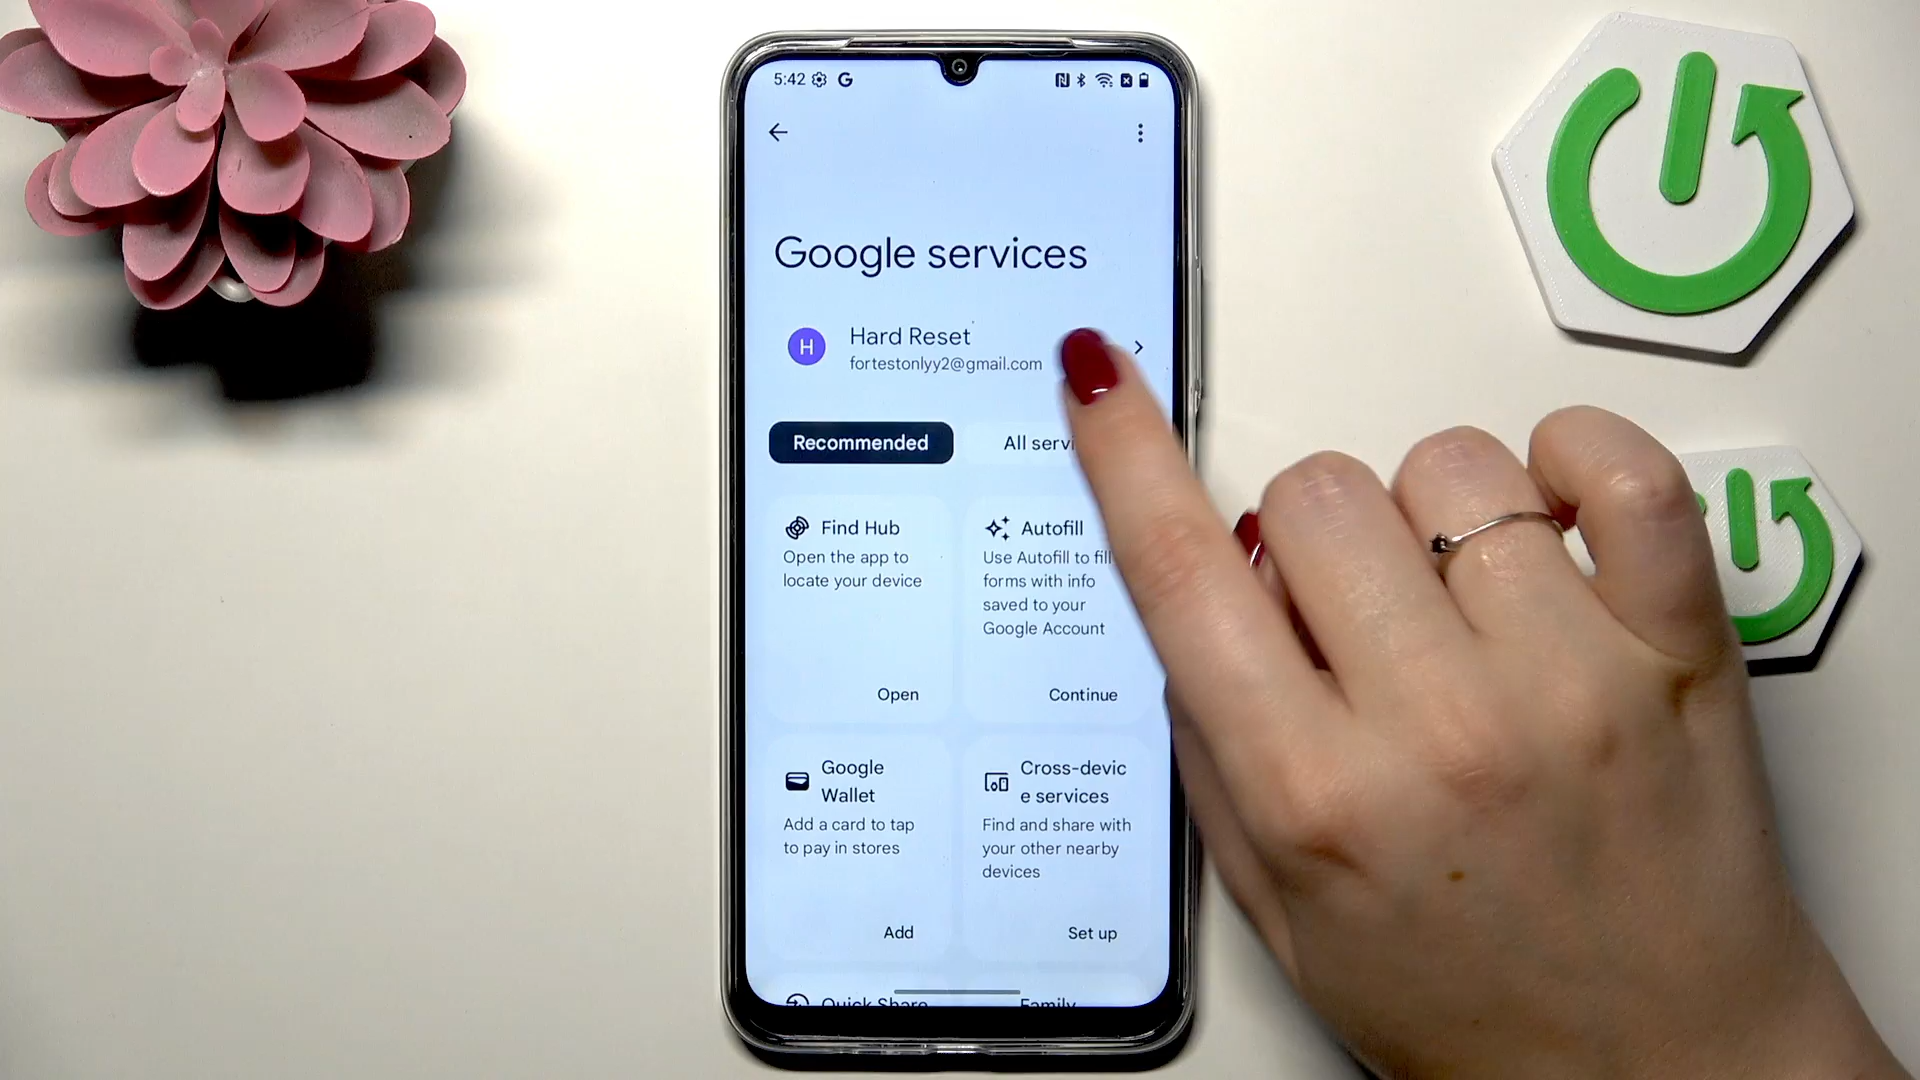 5:42
Google services
H
Hard Reset
fortestonlyy2@gmail.com
Recommended
All servi
Find Hub
Open the app to
locate your device
Open
Autofill
Use Autofill to fill
forms with info
saved to your
Google Account
Continue
Google
Wallet
Add a card to tap
to pay in stores
Add
Cross-devic
e services
Find and share with
your other nearby
devices
Set up
Quick Share
Family